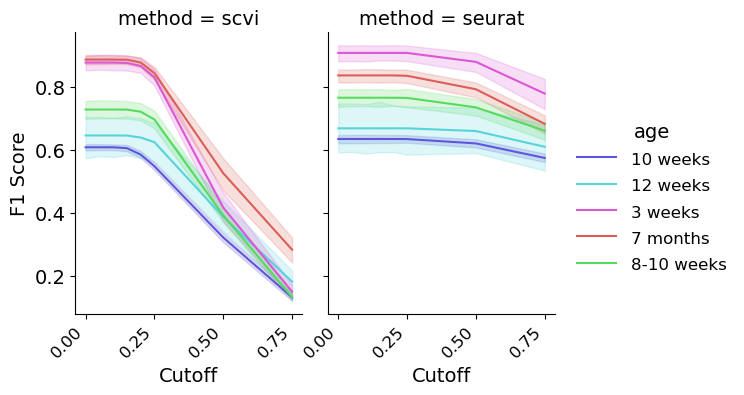 method = scvi
method = seurat
F1 Score
0.8
0.6
0.4
0.2
0.00
0.25
0.50
0.75
0.00
0.25
0.50
0.75
Cutoff
Cutoff
age
10 weeks
12 weeks
3 weeks
7 months
8-10 weeks